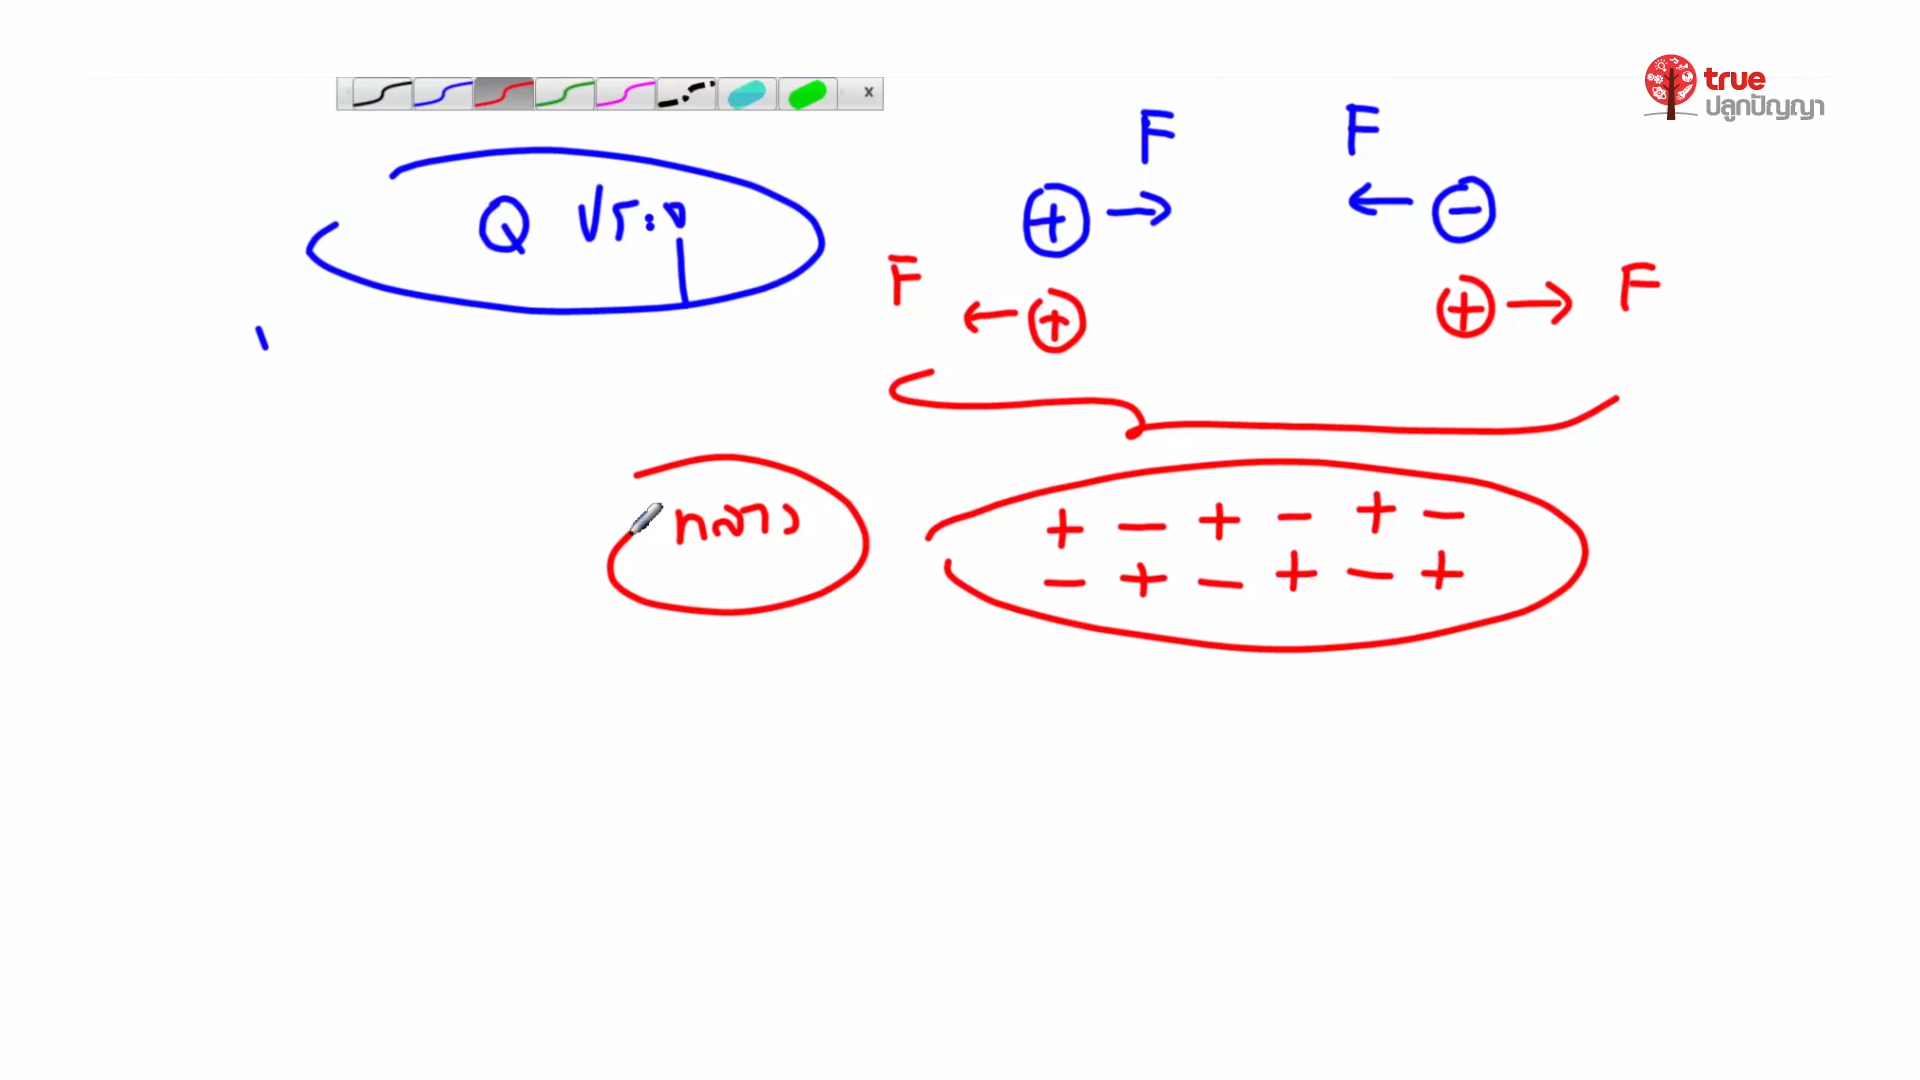 true
ปลูกปัญญา
x
F F
Q ประจุ
+ → ← −
F F
← + + →
กลาง + − + − + −
− + − + − +